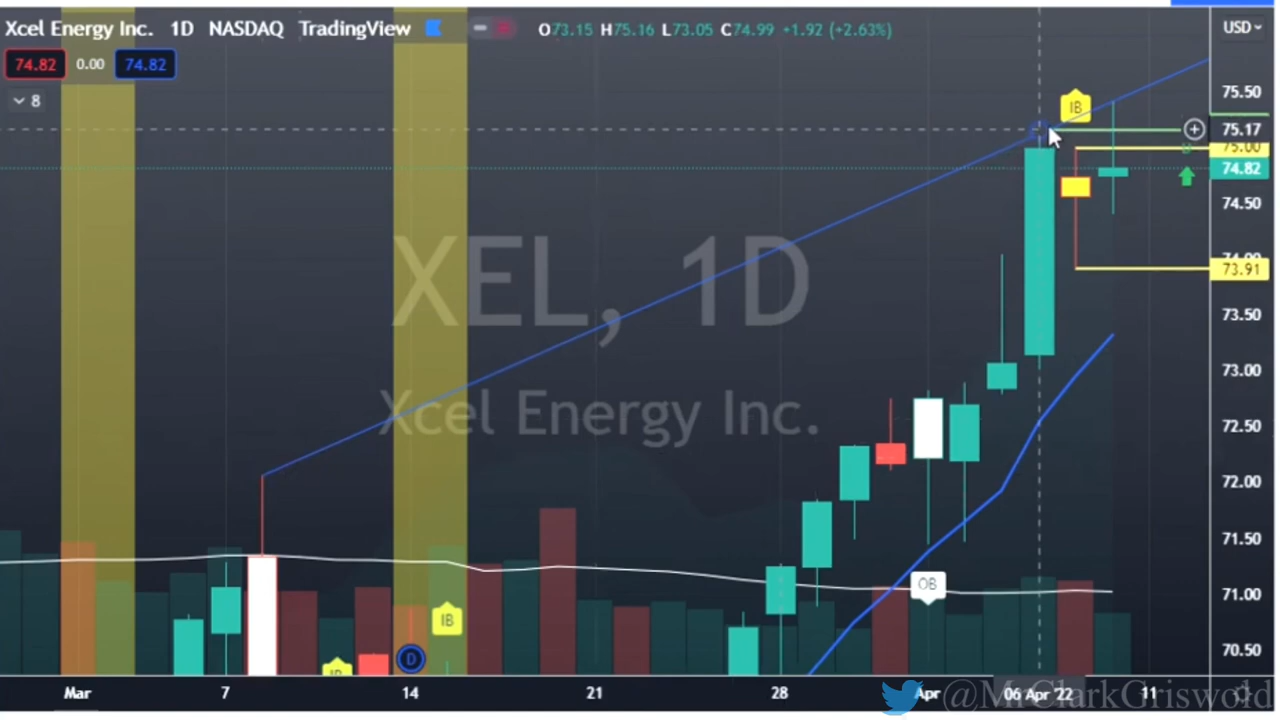 Xcel Energy Inc. 1D NASDAQ TradingView O73.15 H75.16 L73.05 C74.99 +1.92 (+2.63%) USD
74.82 0.00 74.82
8
75.50
IB
75.17
75.00
74.82
74.50
XEL, 1D
74.00
73.91
73.50
73.00
Xcel Energy Inc.
72.50
72.00
71.50
OB
71.00
IB
70.50
IB
D
Mar 7 14 21 28 Apr 06 Apr '22 11
@MrClarkGriswold